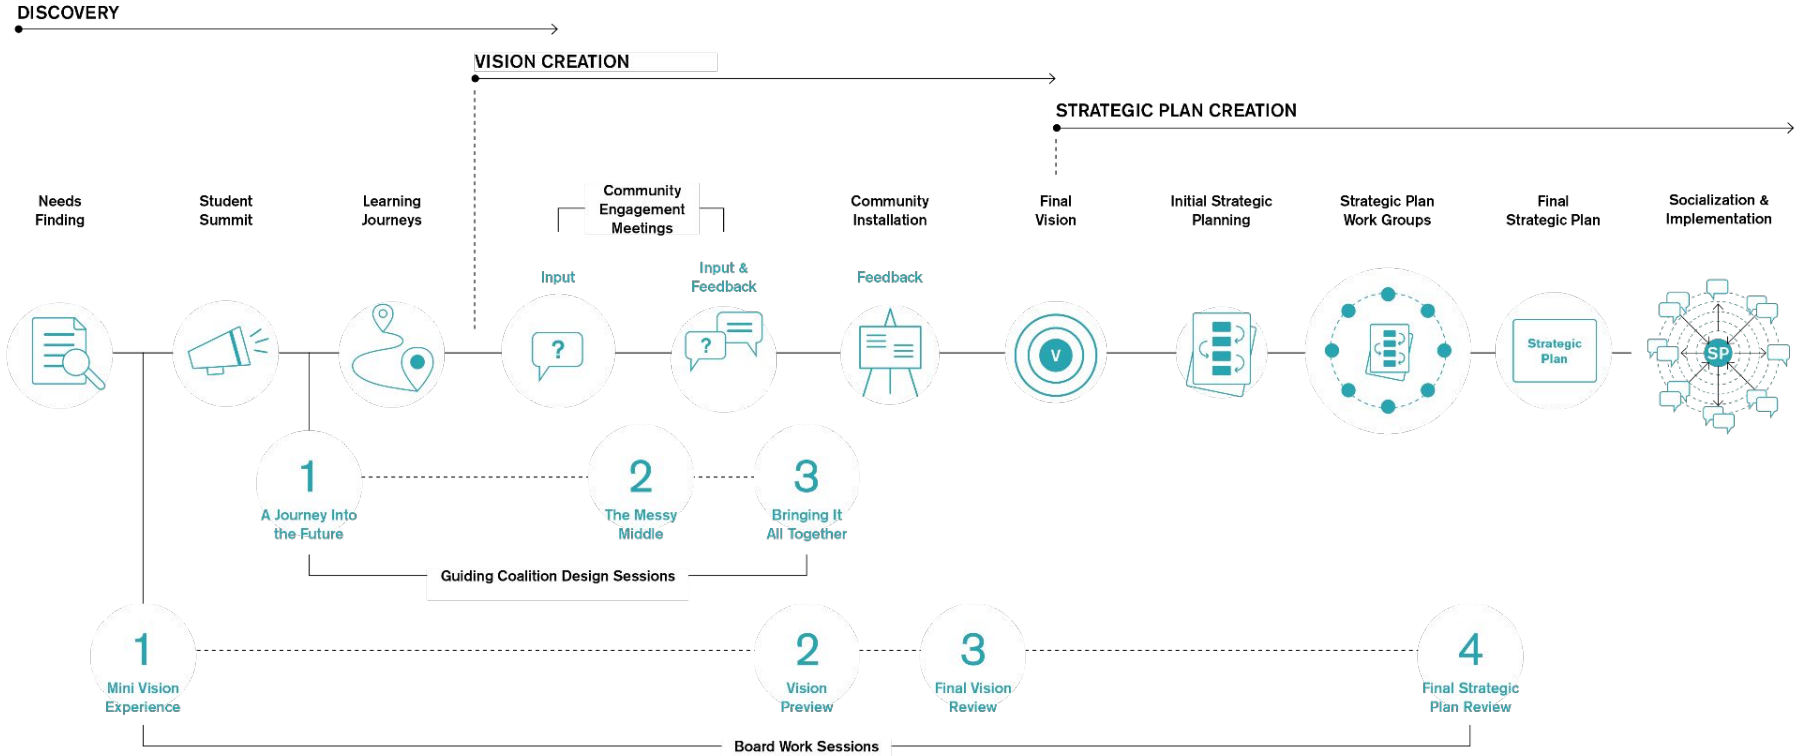 DISCOVERY
VISION CREATION
STRATEGIC PLAN CREATION
Needs
Finding
Student
Summit
Learning
Journeys
Community
Engagement
Meetings
Community
Installation
Final
Vision
Initial Strategic
Planning
Strategic Plan
Work Groups
Final
Strategic Plan
Socialization &
Implementation
Input
Input &
Feedback
Feedback
?
?
V
Strategic
Plan
SP
1
A Journey Into
the Future
2
The Messy
Middle
3
Bringing It
All Together
Guiding Coalition Design Sessions
1
Mini Vision
Experience
2
Vision
Preview
3
Final Vision
Review
4
Final Strategic
Plan Review
Board Work Sessions